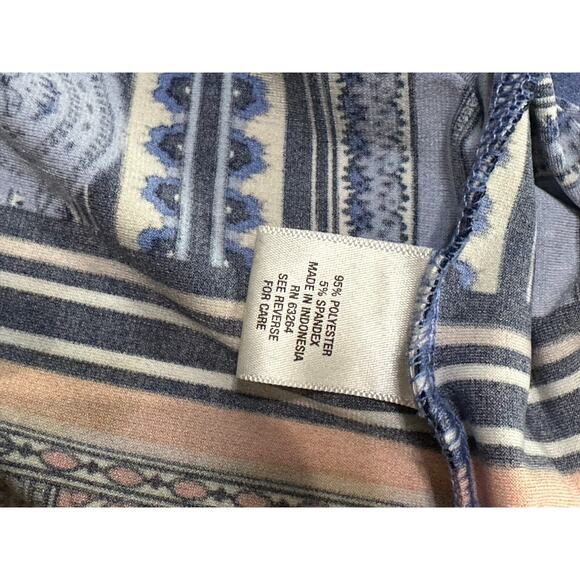 95% POLYESTER
5% SPANDEX
MADE IN INDONESIA
RN 63264
SEE REVERSE
FOR CARE